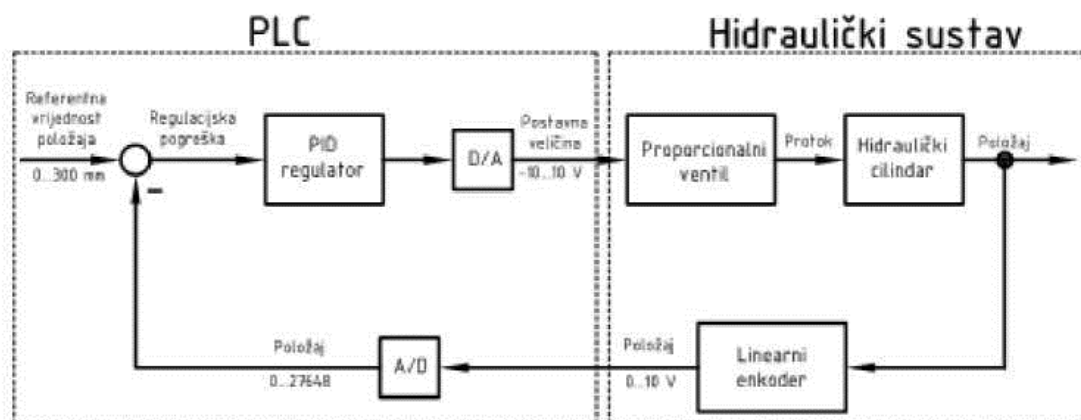 PLC
Hidraulički sustav
Referentna
vrijednost
položaja
0...300 mm
Regulacijska
pogreška
PID
regulator
D/A
Postavna
veličina
-10...10 V
Proporcionalni
ventil
Protok
Hidraulički
cilindar
Položaj
-
Položaj
0...27648
A/D
Položaj
0...10 V
Linearni
enkoder